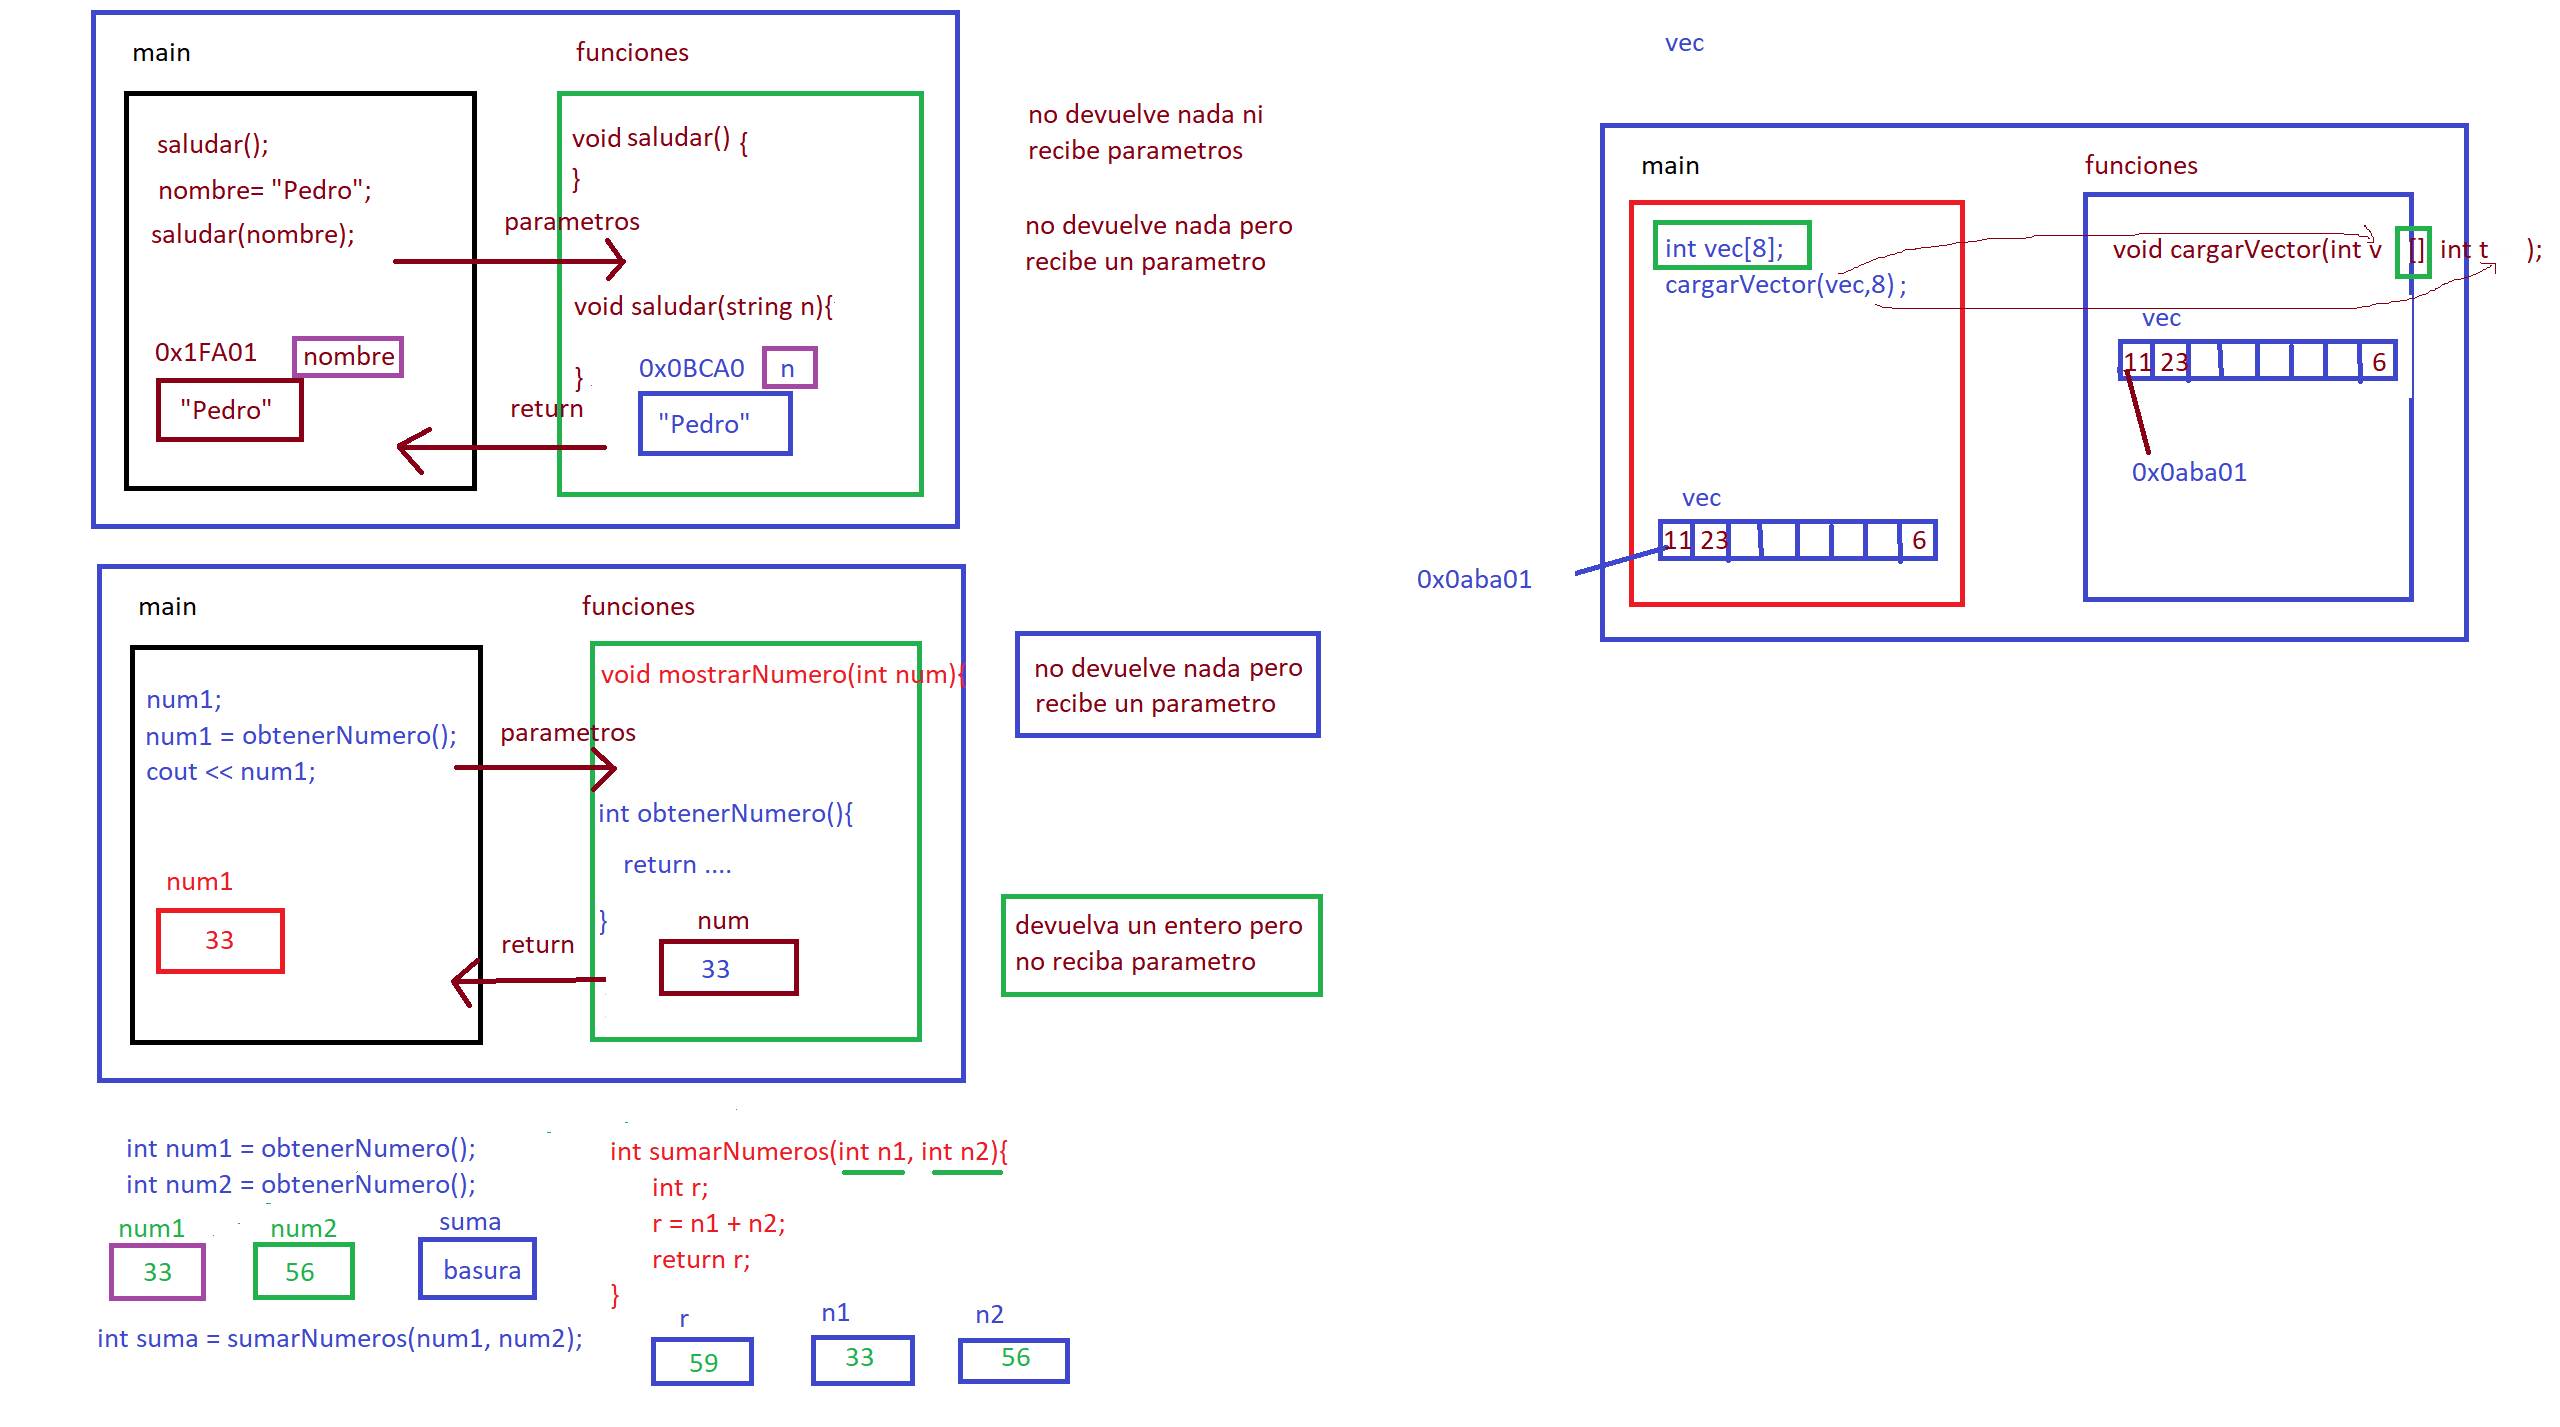 main
funciones
saludar();
nombre= "Pedro";
saludar(nombre);
void saludar() {
}
parametros
void saludar(string n){
}
0x1FA01 nombre
"Pedro"
0x0BCA0 n
"Pedro"
return
no devuelve nada ni
recibe parametros
no devuelve nada pero
recibe un parametro
main
funciones
num1;
num1 = obtenerNumero();
cout << num1;
void mostrarNumero(int num){
parametros
int obtenerNumero(){
return ....
}
num1
33
num
33
return
no devuelve nada pero
recibe un parametro
devuelva un entero pero
no reciba parametro
int num1 = obtenerNumero();
int num2 = obtenerNumero();
num1 num2 suma
33 56 basura
int suma = sumarNumeros(num1, num2);
int sumarNumeros(int n1, int n2){
int r;
r = n1 + n2;
return r;
}
r n1 n2
59 33 56
vec
main
funciones
int vec[8];
cargarVector(vec,8) ;
void cargarVector(int v [] int t );
vec
11 23 6
0x0aba01
vec
11 23 6
0x0aba01